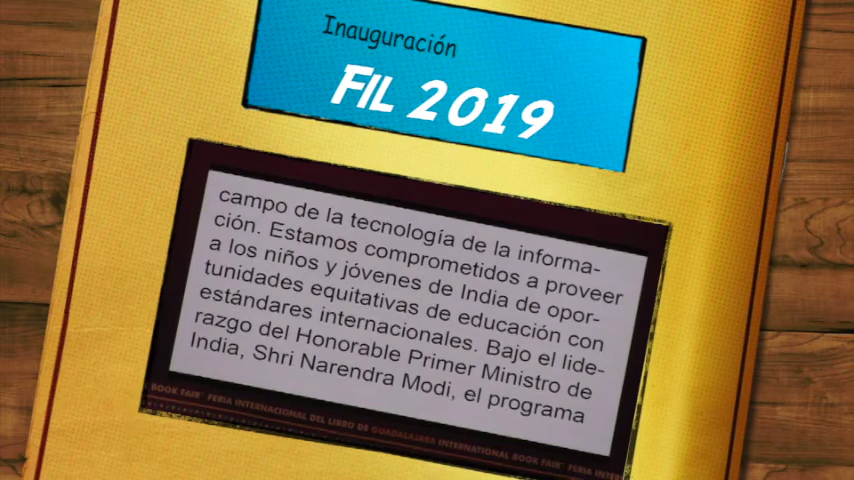 Inauguración
FIL 2019
campo de la tecnología de la informa-
ción. Estamos comprometidos a proveer
a los niños y jóvenes de India de opor-
tunidades equitativas de educación con
estándares internacionales. Bajo el lide-
razgo del Honorable Primer Ministro de
India, Shri Narendra Modi, el programa
BOOK FAIR FERIA INTERNACIONAL DEL LIBRO DE GUADALAJARA INTERNATIONAL BOOK FAIR FERIA INTER